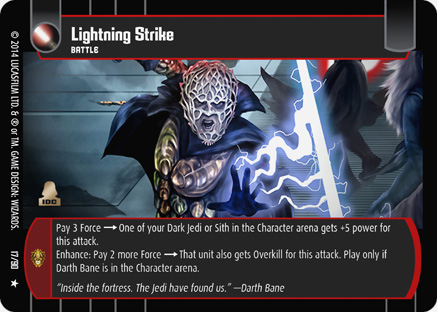 Lightning Strike
BATTLE
© 2014 LUCASFILM LTD. & ® or TM. GAME DESIGN: WIZARDS.
IDC
Pay 3 Force → One of your Dark Jedi or Sith in the Character arena gets +5 power for
this attack.
Enhance: Pay 2 more Force → That unit also gets Overkill for this attack. Play only if
Darth Bane is in the Character arena.
"Inside the fortress. The Jedi have found us." —Darth Bane
17/90 ★